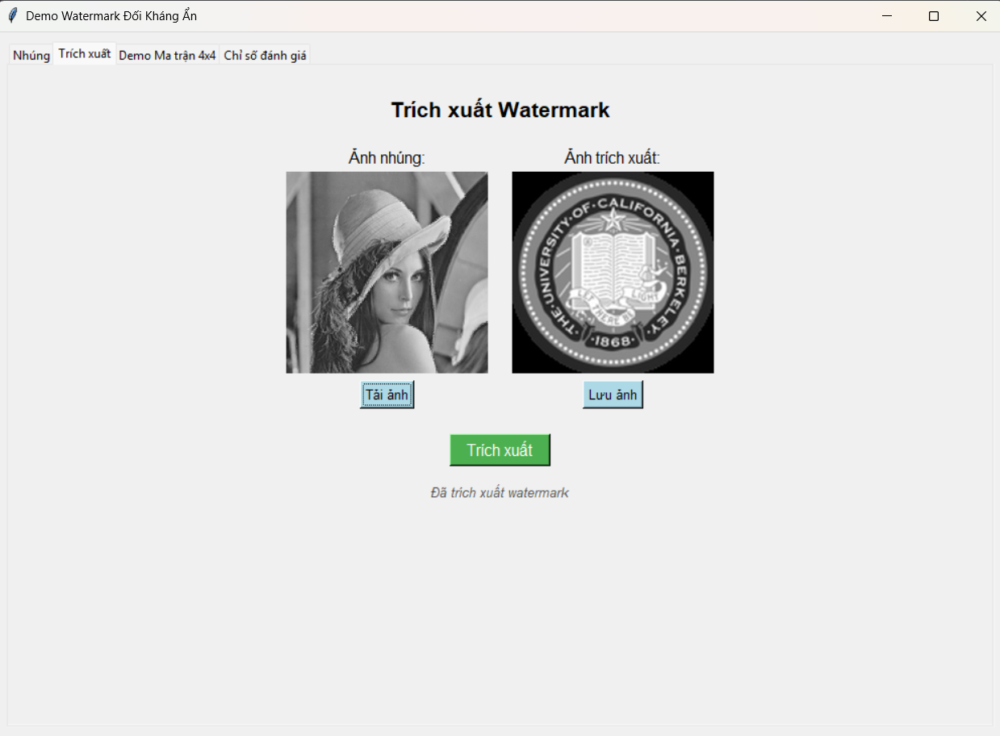 Demo Watermark Đối Kháng Ẩn
Nhúng Trích xuất Demo Ma trận 4x4 Chỉ số đánh giá
Trích xuất Watermark
Ảnh nhúng: Ảnh trích xuất:
THE·UNIVERSITY·OF·CALIFORNIA·BERKELEY·
LET THERE BE LIGHT
·1868·
Tải ảnh Lưu ảnh
Trích xuất
Đã trích xuất watermark